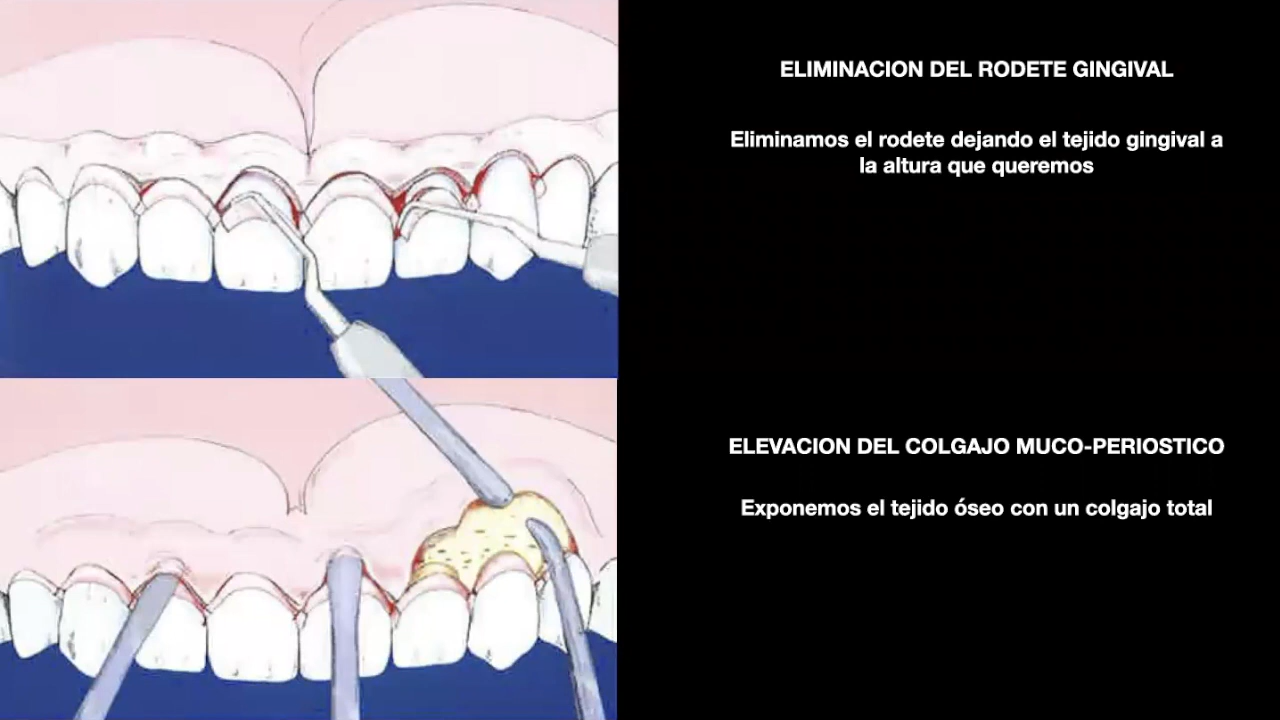 ELIMINACION DEL RODETE GINGIVAL
Eliminamos el rodete dejando el tejido gingival a
la altura que queremos
ELEVACION DEL COLGAJO MUCO-PERIOSTICO
Exponemos el tejido óseo con un colgajo total